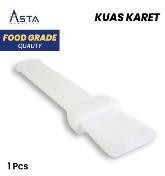 ASTA
KUAS KARET
FOOD GRADE
QUALITY
1 Pcs